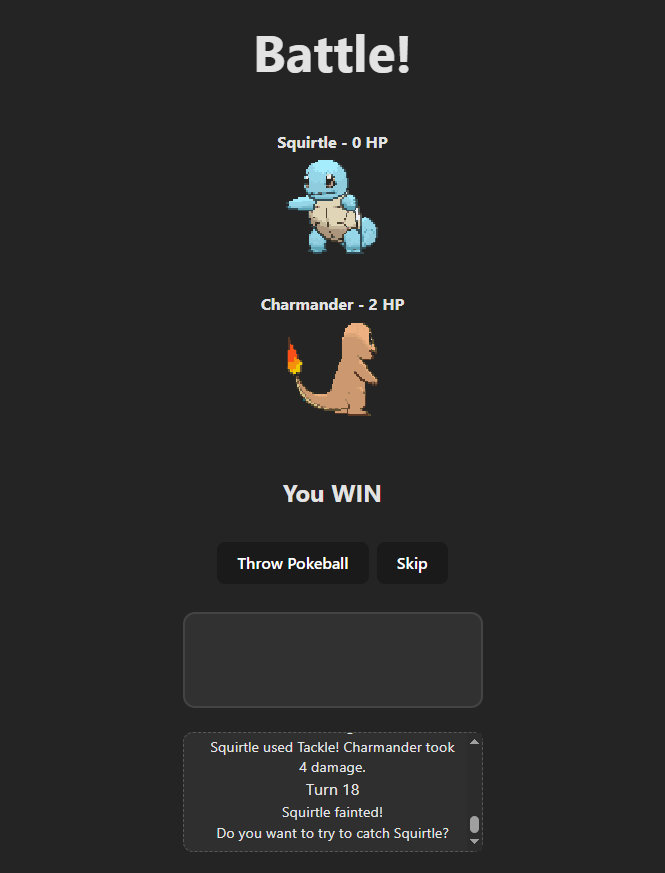 Battle!
Squirtle - 0 HP
Charmander - 2 HP
You WIN
Throw Pokeball
Skip
Squirtle used Tackle! Charmander took
4 damage.
Turn 18
Squirtle fainted!
Do you want to try to catch Squirtle?